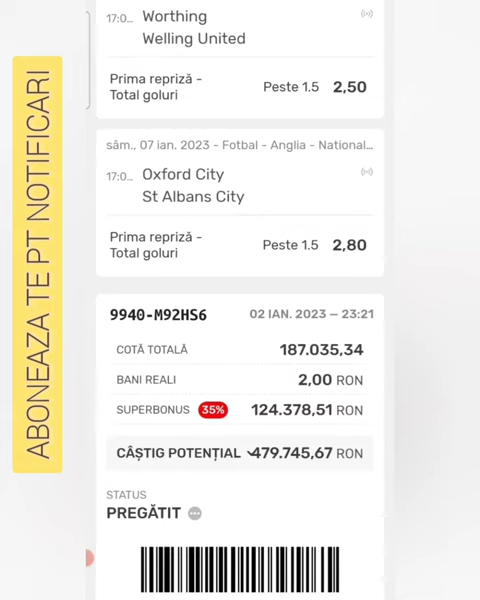 17:0...
Worthing
Welling United
Prima repriză -
Total goluri
Peste 1.5
2,50
sâm., 07 ian. 2023 - Fotbal - Anglia - National...
17:0...
Oxford City
St Albans City
Prima repriză -
Total goluri
Peste 1.5
2,80
9940-M92HS6
02 IAN. 2023 — 23:21
COTĂ TOTALĂ
187.035,34
BANI REALI
2,00 RON
SUPERBONUS
35%
124.378,51 RON
CÂȘTIG POTENȚIAL
479.745,67 RON
STATUS
PREGĂTIT
ABONEAZA TE PT NOTIFICARI